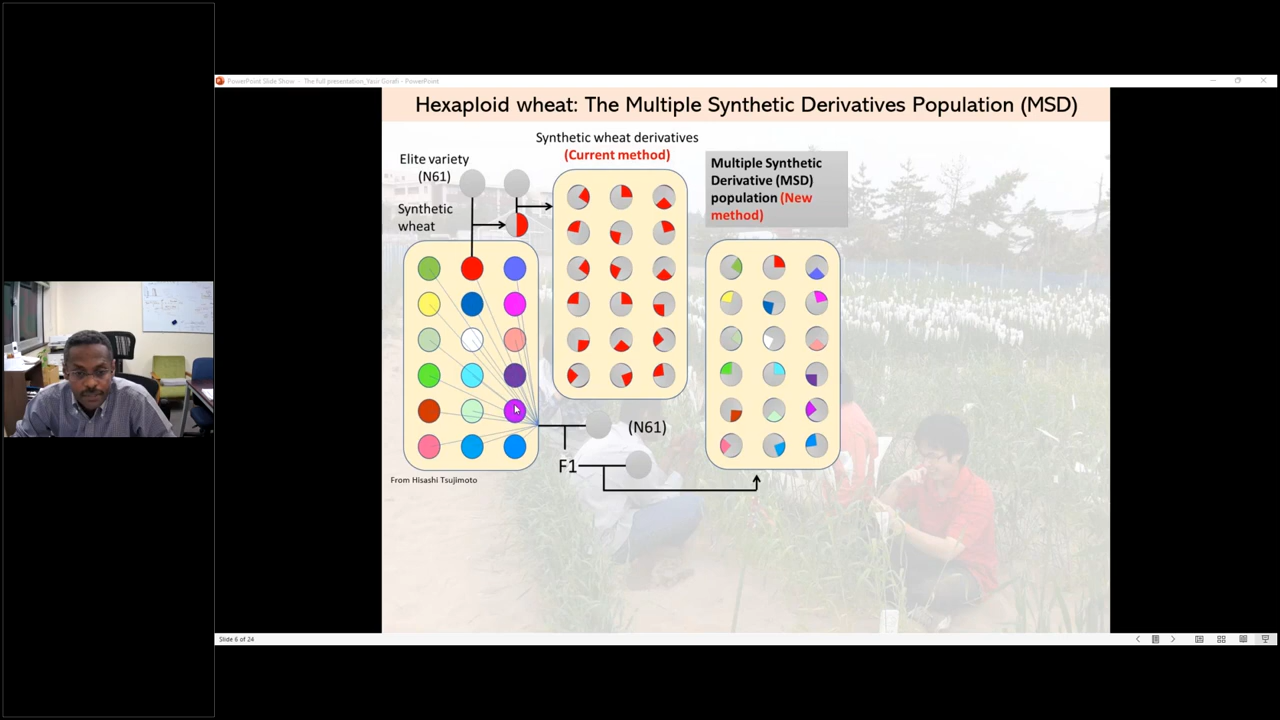 PowerPoint Slide Show - The full presentation_Yasir Gorafi - PowerPoint
Hexaploid wheat: The Multiple Synthetic Derivatives Population (MSD)
Synthetic wheat derivatives
(Current method)
Elite variety
(N61)
Synthetic
wheat
Multiple Synthetic
Derivative (MSD)
population (New
method)
(N61)
F1
From Hisashi Tsujimoto
Slide 6 of 24